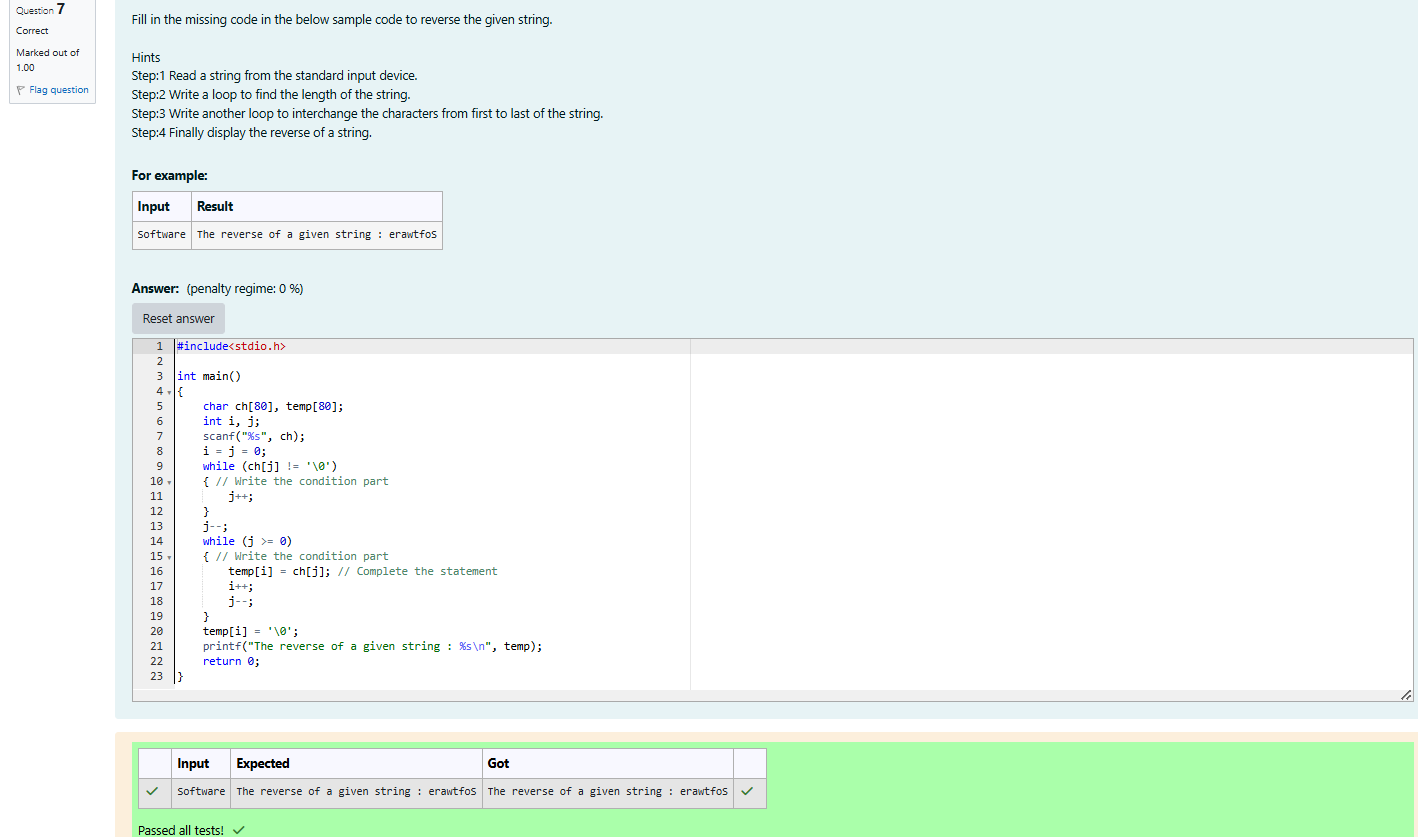 Question 7
Correct
Marked out of
1.00
Flag question
Fill in the missing code in the below sample code to reverse the given string.
Hints
Step:1 Read a string from the standard input device.
Step:2 Write a loop to find the length of the string.
Step:3 Write another loop to interchange the characters from first to last of the string.
Step:4 Finally display the reverse of a string.
For example:
Input Result
Software The reverse of a given string : erawtfoS
Answer: (penalty regime: 0 %)
Reset answer
1 #include<stdio.h>
2
3 int main()
4 {
5 char ch[80], temp[80];
6 int i, j;
7 scanf("%s", ch);
8 i = j = 0;
9 while (ch[j] != '\0')
10 { // Write the condition part
11 j++;
12 }
13 j--;
14 while (j >= 0)
15 { // Write the condition part
16 temp[i] = ch[j]; // Complete the statement
17 i++;
18 j--;
19 }
20 temp[i] = '\0';
21 printf("The reverse of a given string : %s\n", temp);
22 return 0;
23 }
Input Expected Got
Software The reverse of a given string : erawtfoS The reverse of a given string : erawtfoS
Passed all tests!